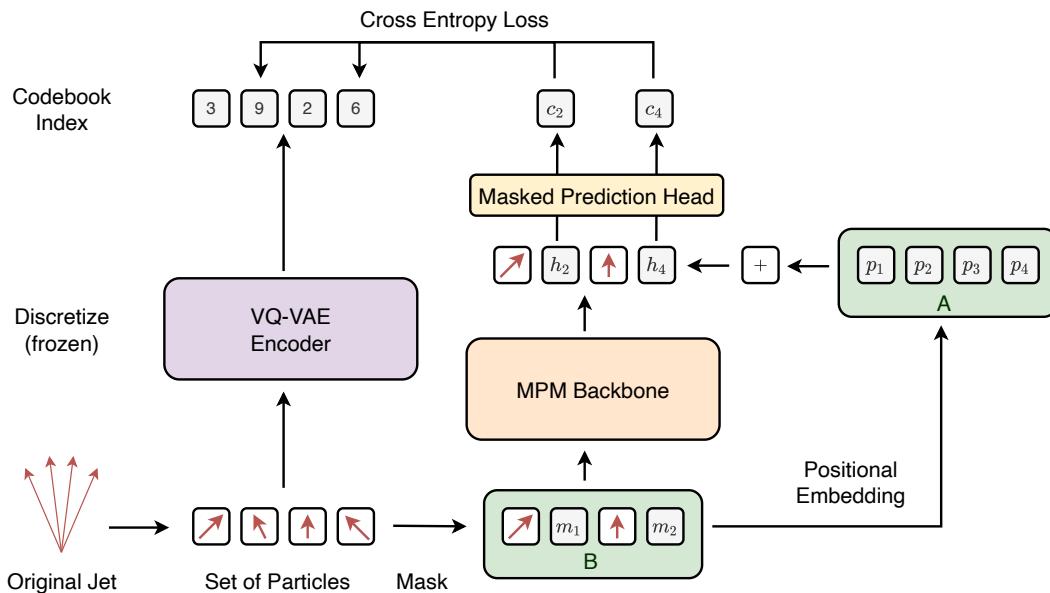 Cross Entropy Loss
Codebook
Index
3 9 2 6
c₂ c₄
Masked Prediction Head
h₂ h₄ + p₁ p₂ p₃ p₄
A
Discretize
(frozen)
VQ-VAE
Encoder
MPM Backbone
Positional
Embedding
m₁ m₂
B
Original Jet
Set of Particles
Mask